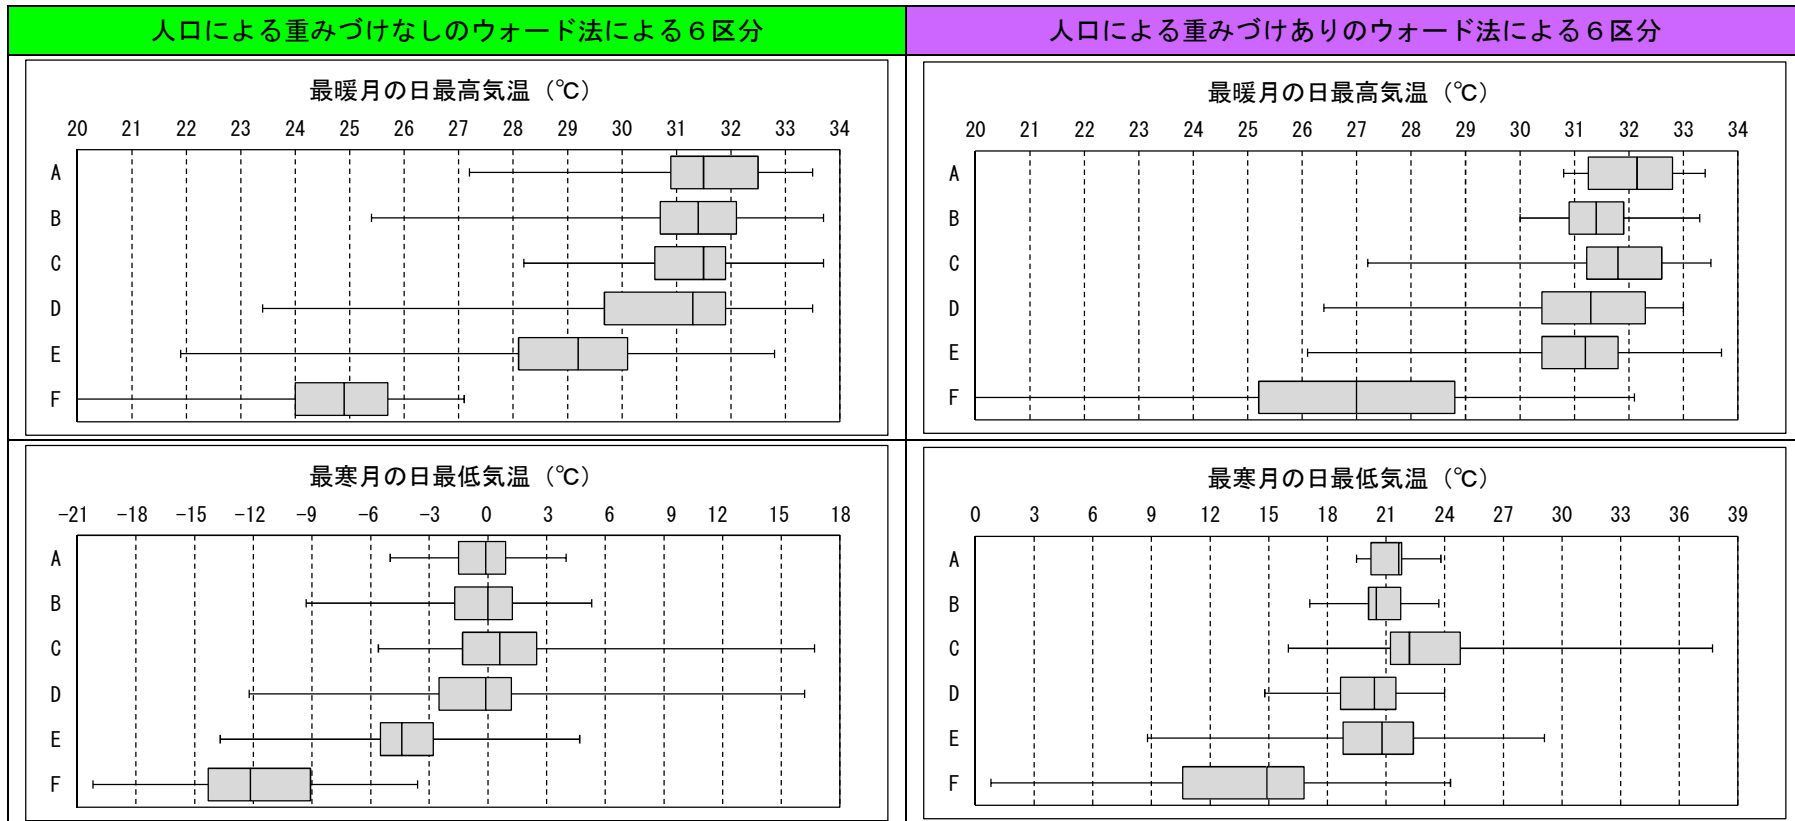 人口による重みづけなしのウォード法による６区分
人口による重みづけありのウォード法による６区分
最暖月の日最高気温（℃）
20 21 22 23 24 25 26 27 28 29 30 31 32 33 34
A
B
C
D
E
F
最暖月の日最高気温（℃）
20 21 22 23 24 25 26 27 28 29 30 31 32 33 34
A
B
C
D
E
F
最寒月の日最低気温（℃）
-21 -18 -15 -12 -9 -6 -3 0 3 6 9 12 15 18
A
B
C
D
E
F
最寒月の日最低気温（℃）
0 3 6 9 12 15 18 21 24 27 30 33 36 39
A
B
C
D
E
F